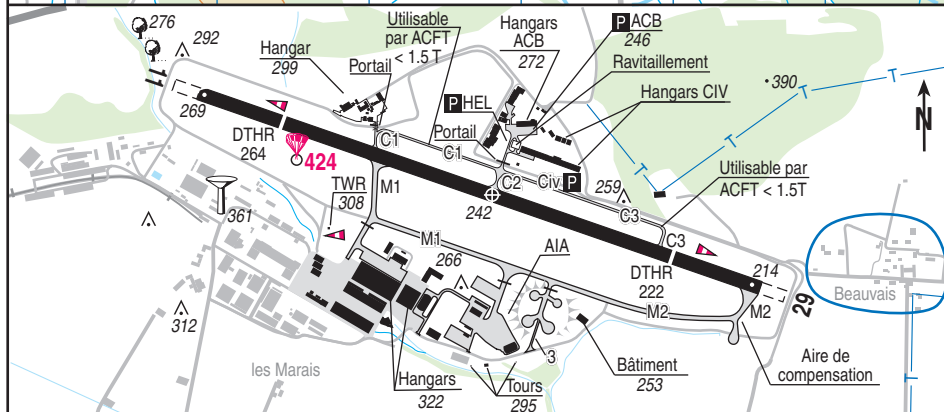 276
292
Hangar
299
Portail
Utilisable
par ACFT
< 1.5 T
Hangars
ACB
272
P ACB
246
Ravitaillement
Hangars CIV
390
N
P HEL
Portail
269
DTHR
264
424
C1
C1
C2
Civ. P
259
Utilisable par
ACFT < 1.5T
C3
C3
361
TWR
308
M1
242
M1
266
AIA
DTHR
222
214
29
Beauvais
M2
M2
312
les Marais
Hangars
322
Tours
295
3
Bâtiment
253
Aire de
compensation
T
T
T
T
T
T